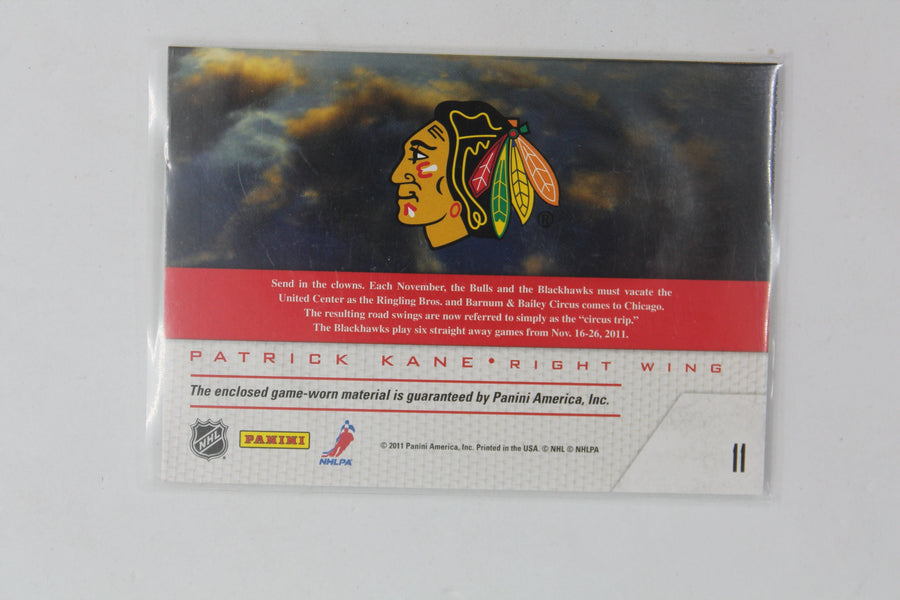 ®
Send in the clowns. Each November, the Bulls and the Blackhawks must vacate the
United Center as the Ringling Bros. and Barnum & Bailey Circus comes to Chicago.
The resulting road swings are now referred to simply as the “circus trip.”
The Blackhawks play six straight away games from Nov. 16-26, 2011.
PATRICK KANE • RIGHT WING
The enclosed game-worn material is guaranteed by Panini America, Inc.
NHL
PANINI
NHLPA
© 2011 Panini America, Inc. Printed in the USA. © NHL © NHLPA
11